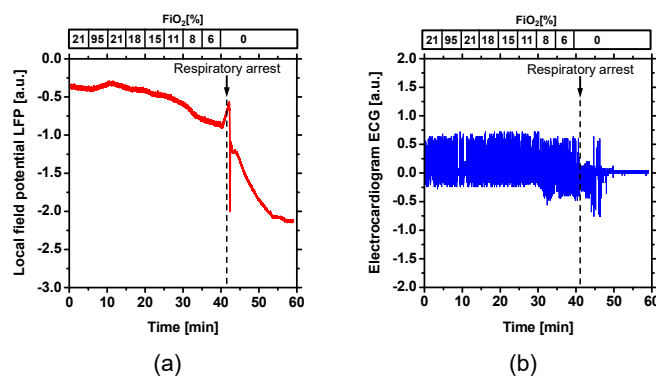 FiO2[%]
21 95 21 18 15 11 8 6 0
Respiratory arrest
0.0
-0.5
-1.0
-1.5
-2.0
-2.5
-3.0
Local field potential LFP [a.u.]
0 10 20 30 40 50 60
Time [min]
(a)
FiO2[%]
21 95 21 18 15 11 8 6 0
Respiratory arrest
2.0
1.5
1.0
0.5
0.0
-0.5
-1.0
-1.5
-2.0
Electrocardiogram ECG [a.u.]
0 10 20 30 40 50 60
Time [min]
(b)